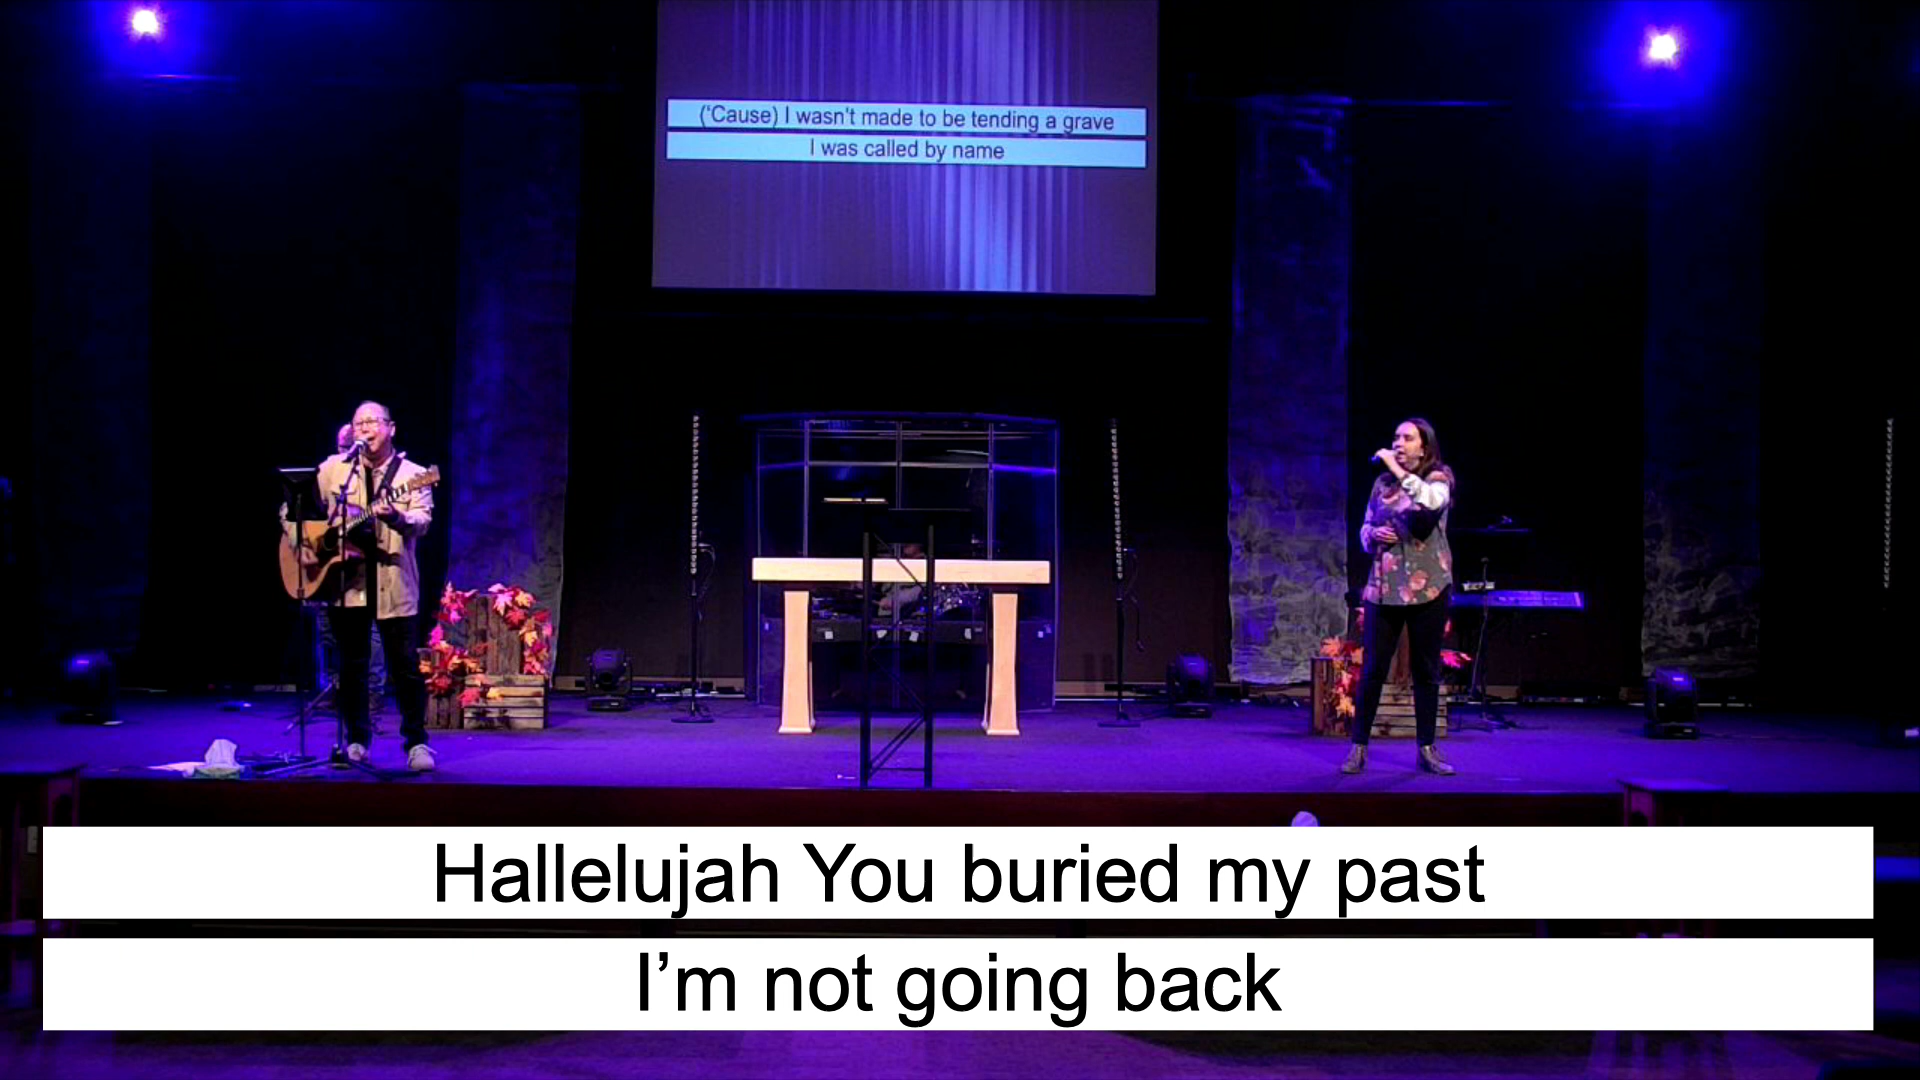 ('Cause) I wasn't made to be tending a grave
I was called by name
Hallelujah You buried my past
I’m not going back